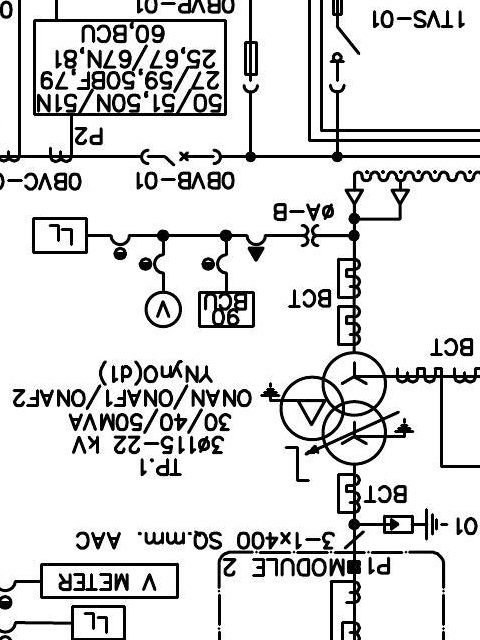 LL
V METER
P1
MODULE 2
3-1x400 SQ.mm. AAC
01-
BCT
TP.1
3ø115-22 kV
30/40/50MVA
ONAN/ONAF1/ONAF2
YNyn0(d1)
BCT
BCT
V
90
BCU
LL
øA-B
0BVB-01
0BVC-0
P2
50/51,50N/51N
27/59,50BF,79
25,67/67N,81
60,BCU
1TVS-01
0BVP-01